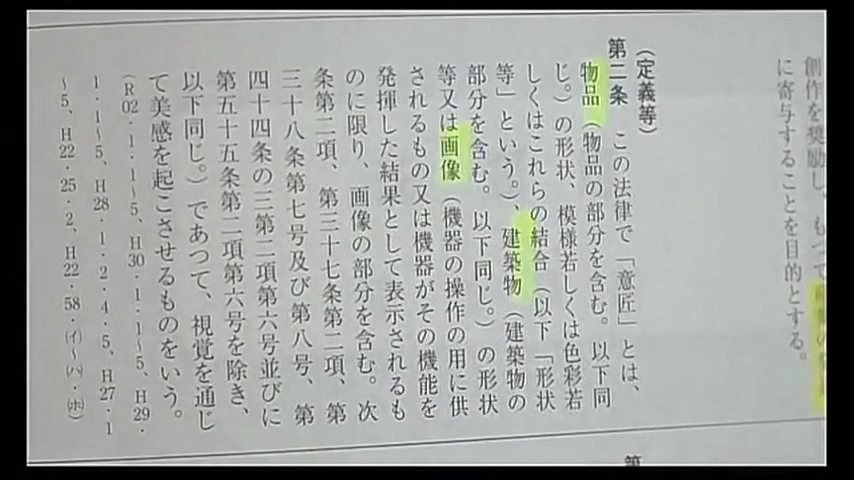 創作を奨励し、もつて
に寄与することを目的とする。
(定義等)
第二条 この法律で「意匠」とは、
物品(物品の部分を含む。以下同
じ。)の形状、模様若しくは色彩若
しくはこれらの結合(以下「形状
等」という。)、建築物(建築物の
部分を含む。以下同じ。)の形状
等又は画像(機器の操作の用に供
されるもの又は機器がその機能を
発揮した結果として表示されるも
のに限り、画像の部分を含む。次
条第二項、第三十七条第二項、第
三十八条第七号及び第八号、第
四十四条の三第二項第六号並びに
第五十五条第二項第六号を除き、
以下同じ。)であつて、視覚を通じ
て美感を起こさせるものをいう。
(R02・1・1~5、H30・1・1~5、H29・
1・1~5、H28・1・2・4・5、H27・1
~5、H22・25・2、H22・58・㋑~㋩・㋭)
第